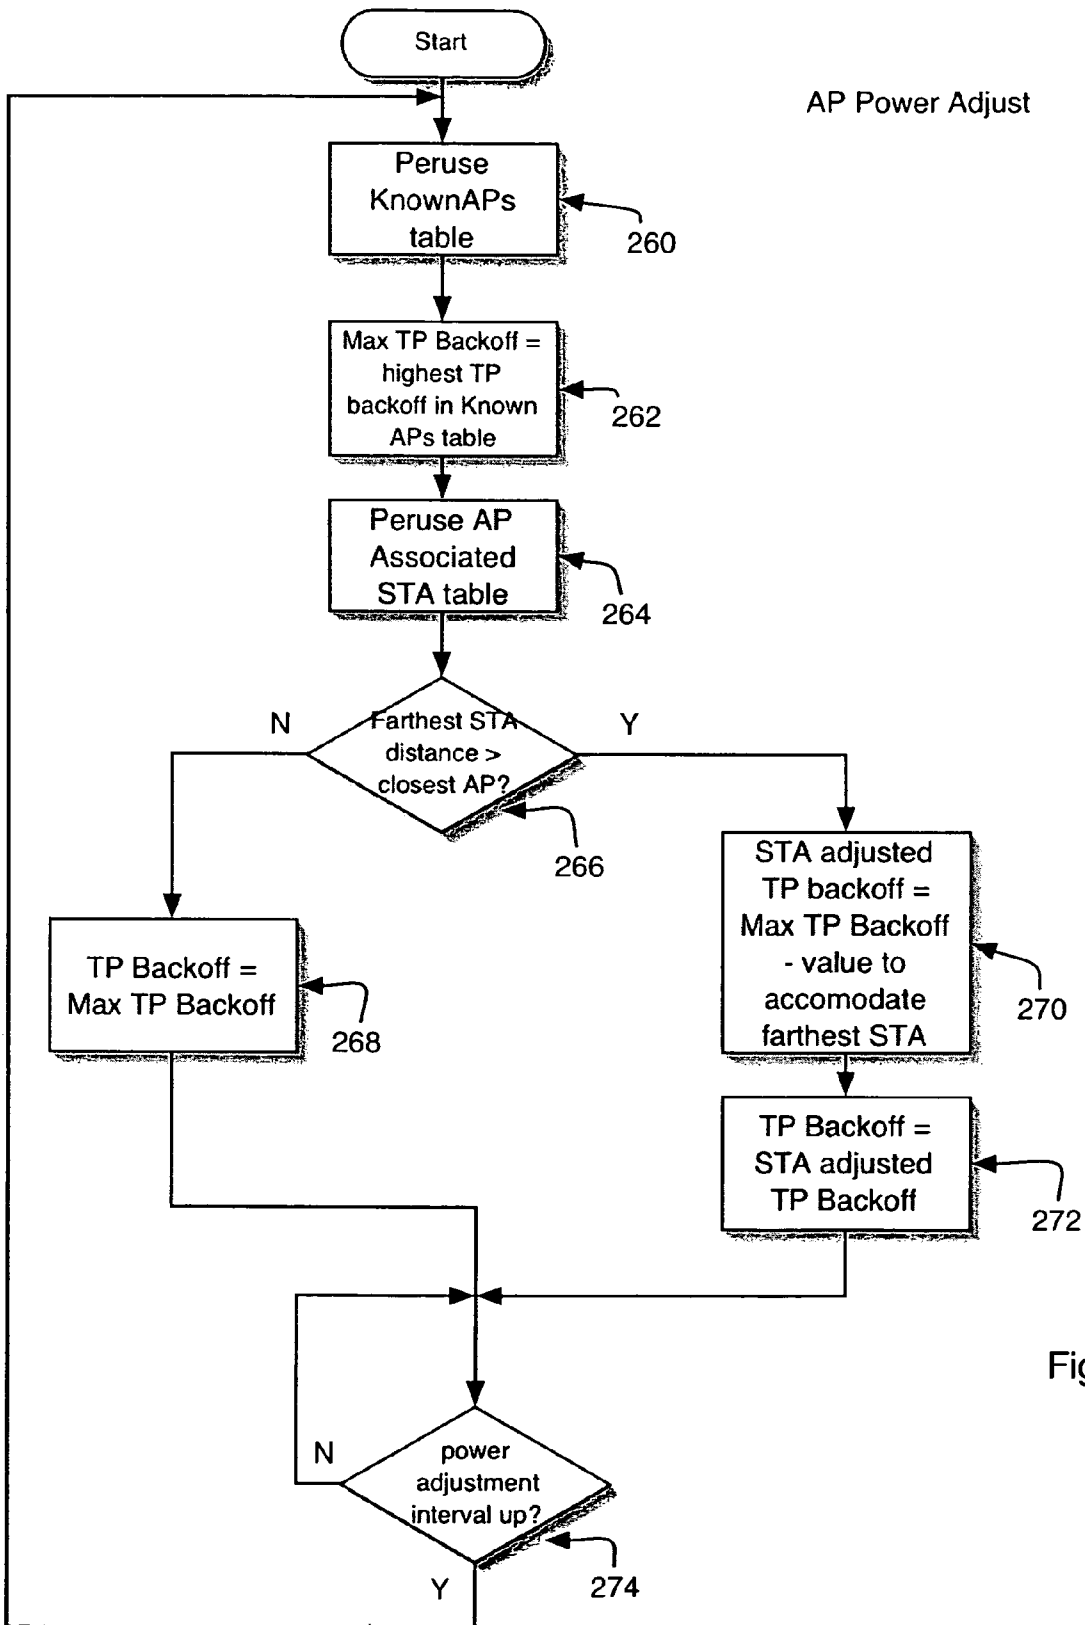 Start
AP Power Adjust
Peruse
KnownAPs
table
260
Max TP Backoff =
highest TP
backoff in Known
APs table
262
Peruse AP
Associated
STA table
264
N
Farthest STA
distance >
closest AP?
Y
266
STA adjusted
TP backoff =
Max TP Backoff
- value to
accomodate
farthest STA
270
TP Backoff =
Max TP Backoff
268
TP Backoff =
STA adjusted
TP Backoff
272
N
power
adjustment
interval up?
274
Y